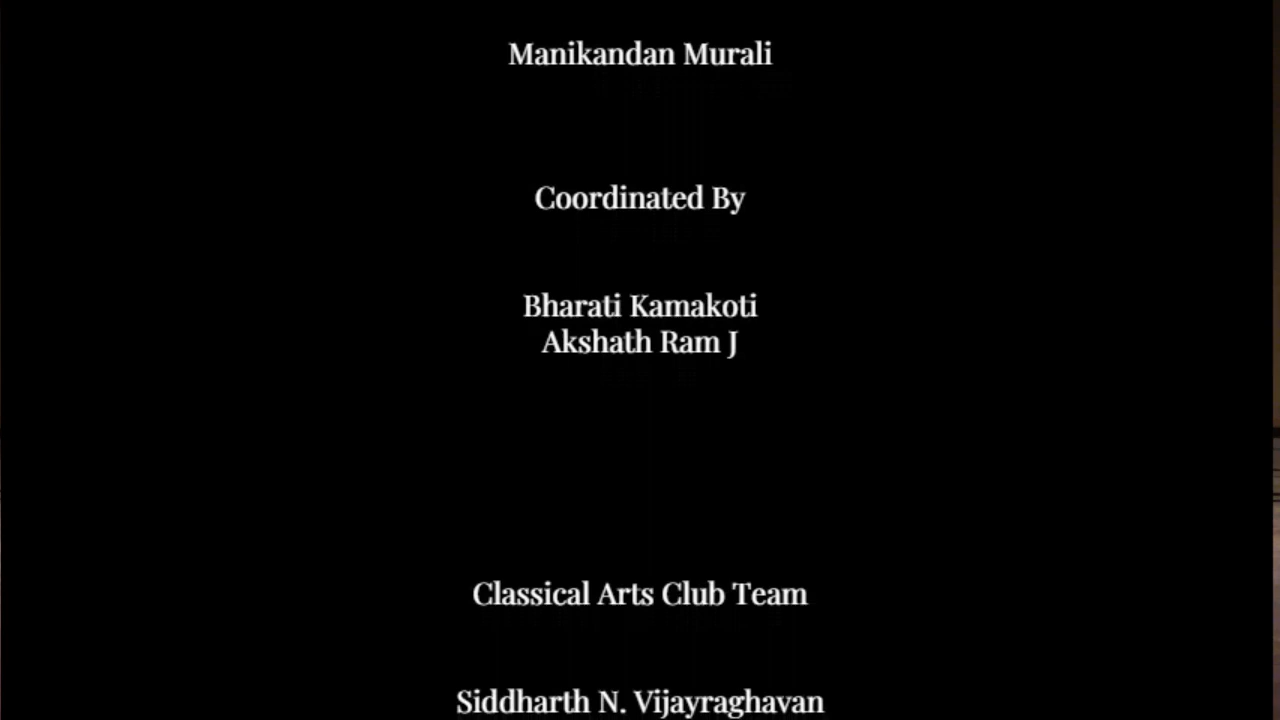 Manikandan Murali
Coordinated By
Bharati Kamakoti
Akshath Ram J
Classical Arts Club Team
Siddharth N. Vijayraghavan